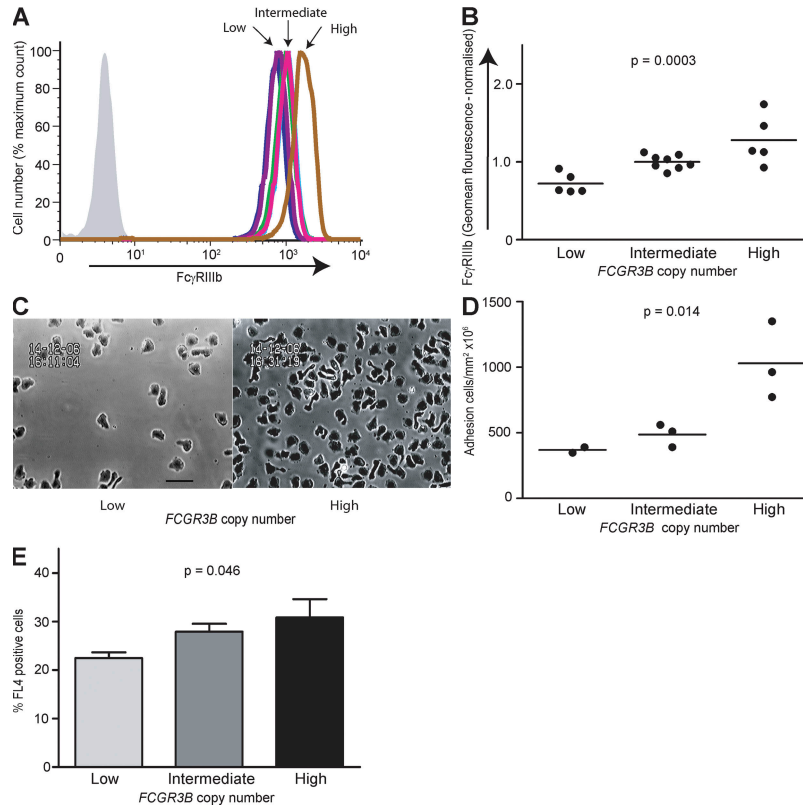 A
Intermediate
Low
High
Cell number (% maximum count)
100
80
60
40
20
0
0
10¹
10²
10³
10⁴
FcγRIIIb
B
p = 0.0003
FcγRIIIb (Geomean flourescence - normalised)
2.0
1.0
0
Low
Intermediate
High
FCGR3B copy number
C
14-12-06
16:11:04
14-12-06
16:31:19
Low
High
FCGR3B copy number
D
p = 0.014
Adhesion cells/mm² x10⁶
1500
1000
500
0
Low
Intermediate
High
FCGR3B copy number
E
p = 0.046
% FL4 positive cells
40
30
20
10
0
Low
Intermediate
High
FCGR3B copy number